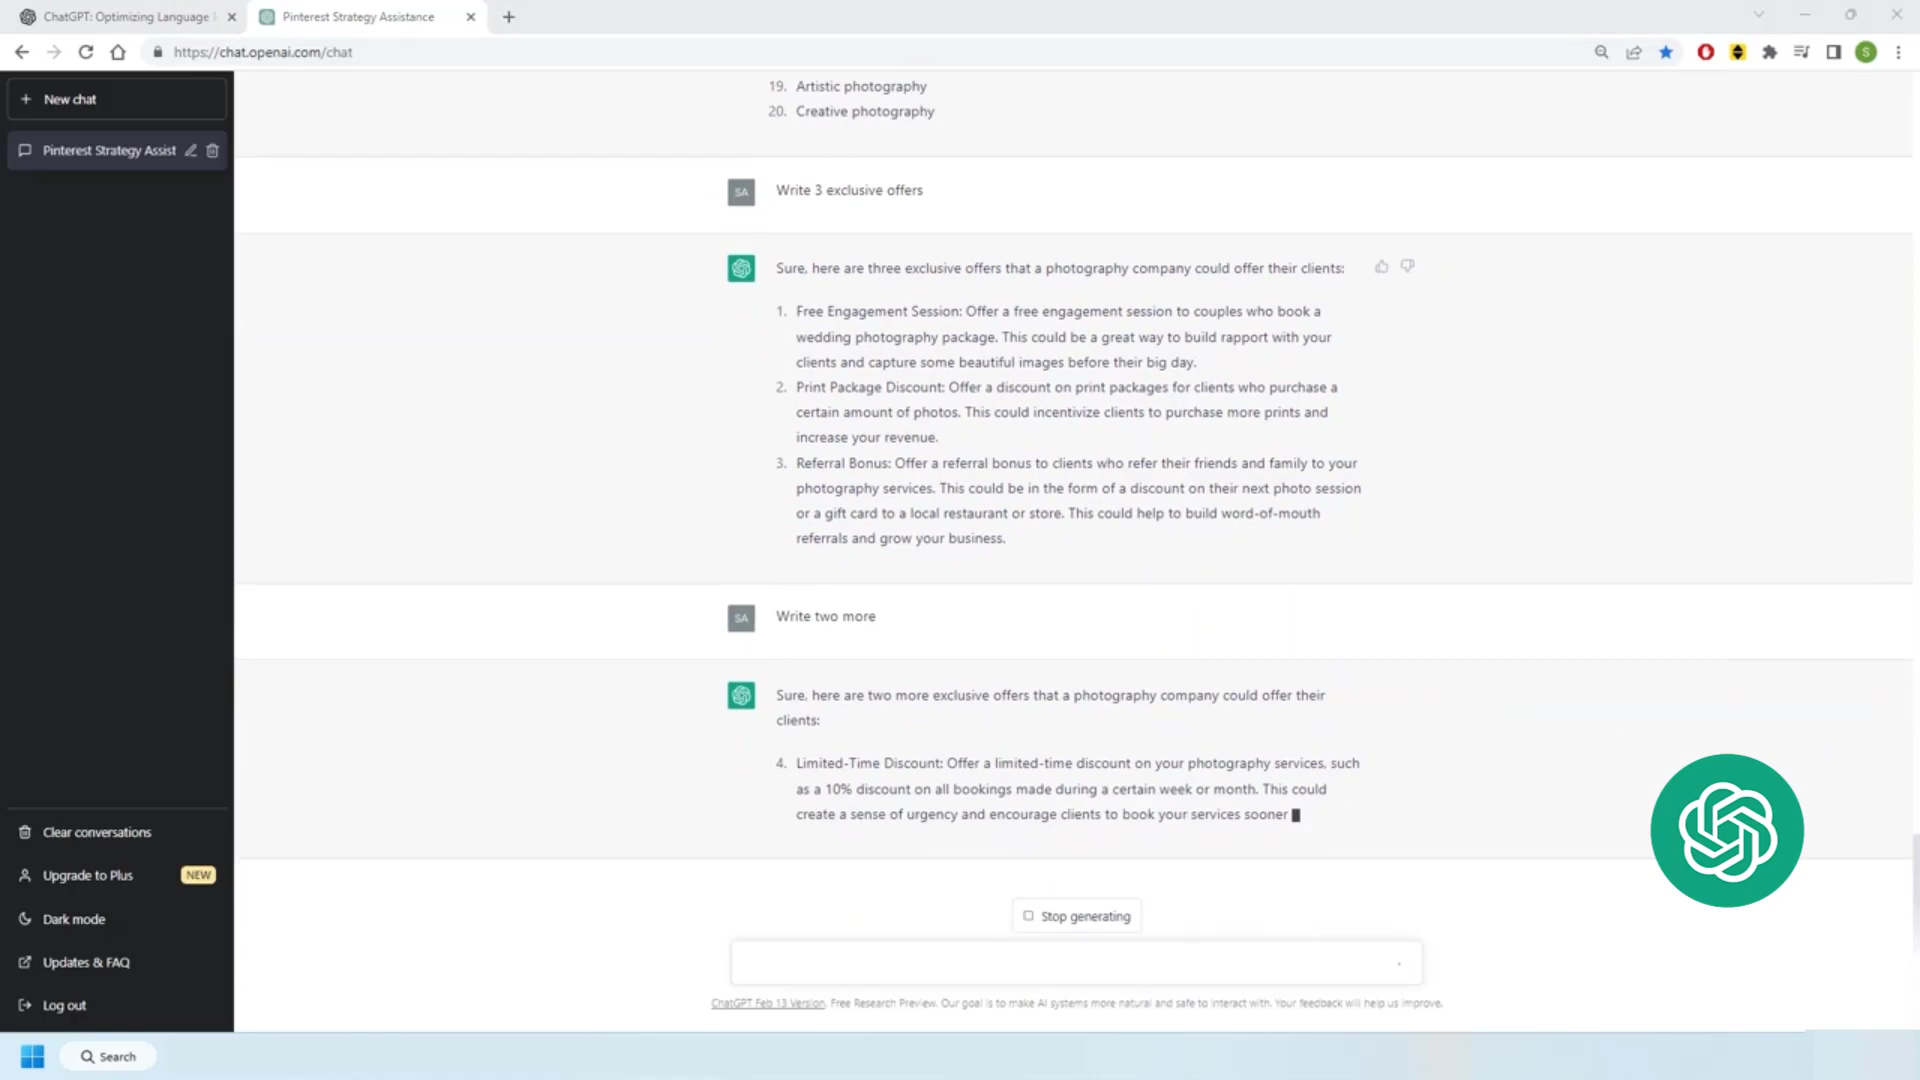 ChatGPT: Optimizing Language
Pinterest Strategy Assistance
https://chat.openai.com/chat
S
New chat
Pinterest Strategy Assist
19. Artistic photography
20. Creative photography
SA
Write 3 exclusive offers
Sure, here are three exclusive offers that a photography company could offer their clients:
1. Free Engagement Session: Offer a free engagement session to couples who book a
wedding photography package. This could be a great way to build rapport with your
clients and capture some beautiful images before their big day.
2. Print Package Discount: Offer a discount on print packages for clients who purchase a
certain amount of photos. This could incentivize clients to purchase more prints and
increase your revenue.
3. Referral Bonus: Offer a referral bonus to clients who refer their friends and family to your
photography services. This could be in the form of a discount on their next photo session
or a gift card to a local restaurant or store. This could help to build word-of-mouth
referrals and grow your business.
SA
Write two more
Sure, here are two more exclusive offers that a photography company could offer their
clients:
4. Limited-Time Discount: Offer a limited-time discount on your photography services, such
as a 10% discount on all bookings made during a certain week or month. This could
create a sense of urgency and encourage clients to book your services sooner
Clear conversations
Upgrade to Plus
NEW
Dark mode
Updates & FAQ
Log out
Stop generating
ChatGPT Feb 13 Version. Free Research Preview. Our goal is to make AI systems more natural and safe to interact with. Your feedback will help us improve.
Search